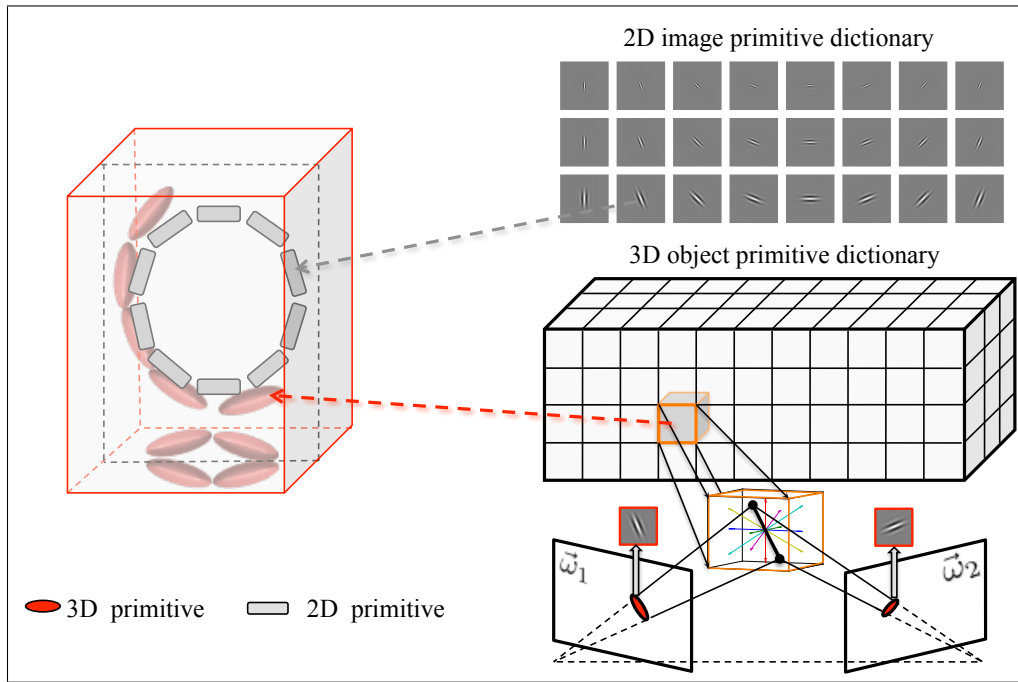 2D image primitive dictionary
3D object primitive dictionary
ω⃗1
ω⃗2
3D primitive
2D primitive